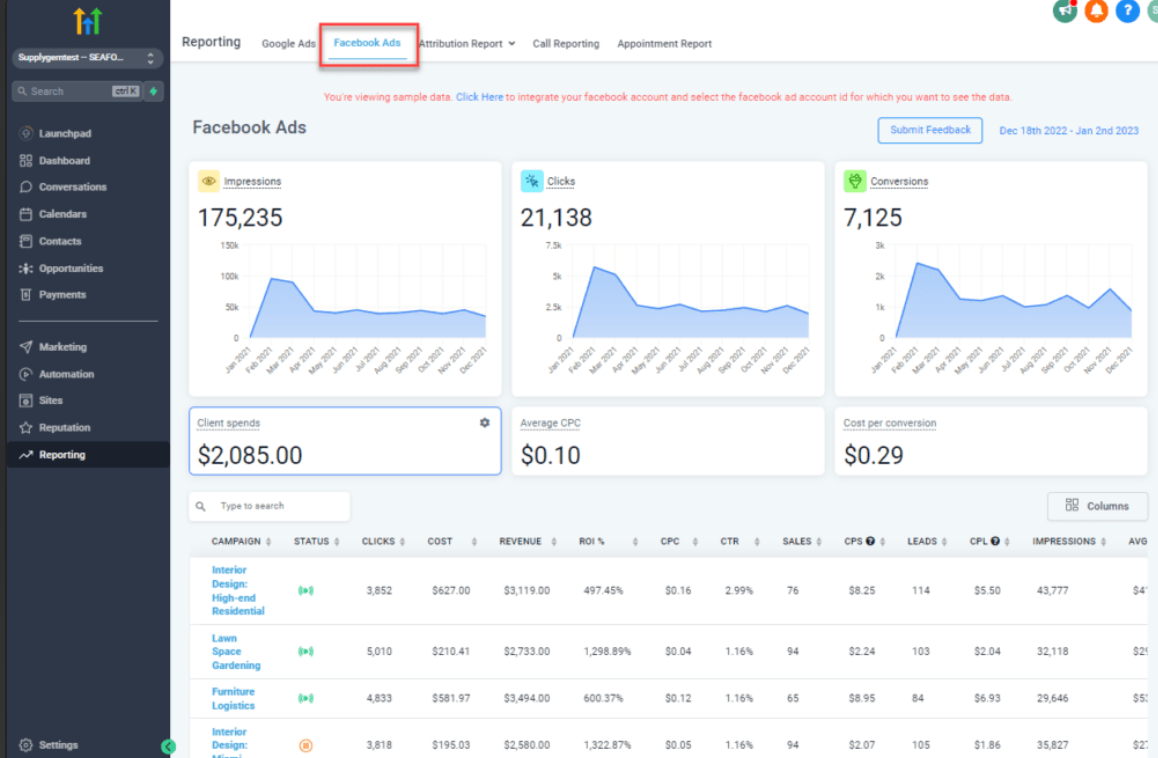 Supplygemtest -- SEAFO...
Search ctrl K
Launchpad
Dashboard
Conversations
Calendars
Contacts
Opportunities
Payments
Marketing
Automation
Sites
Reputation
Reporting
Settings
Reporting Google Ads Facebook Ads Attribution Report Call Reporting Appointment Report
?
You're viewing sample data. Click Here to integrate your facebook account and select the facebook ad account id for which you want to see the data.
Facebook Ads
Submit Feedback Dec 18th 2022 - Jan 2nd 2023
Impressions
175,235
150k
100k
50k
0
Jan 2021 Feb 2021 Mar 2021 Apr 2021 May 2021 Jun 2021 Jul 2021 Aug 2021 Sep 2021 Oct 2021 Nov 2021 Dec 2021
Clicks
21,138
7.5k
5k
2.5k
0
Jan 2021 Feb 2021 Mar 2021 Apr 2021 May 2021 Jun 2021 Jul 2021 Aug 2021 Sep 2021 Oct 2021 Nov 2021 Dec 2021
Conversions
7,125
3k
2k
1k
0
Jan 2021 Feb 2021 Mar 2021 Apr 2021 May 2021 Jun 2021 Jul 2021 Aug 2021 Sep 2021 Oct 2021 Nov 2021 Dec 2021
Client spends
$2,085.00
Average CPC
$0.10
Cost per conversion
$0.29
Type to search
Columns
CAMPAIGN STATUS CLICKS COST REVENUE ROI % CPC CTR SALES CPS ? LEADS CPL ? IMPRESSIONS AVG
Interior
Design:
High-end
Residential
3,852 $627.00 $3,119.00 497.45% $0.16 2.99% 76 $8.25 114 $5.50 43,777
Lawn
Space
Gardening
5,010 $210.41 $2,733.00 1,298.89% $0.04 1.16% 94 $2.24 103 $2.04 32,118
Furniture
Logistics
4,833 $581.97 $3,494.00 600.37% $0.12 1.16% 65 $8.95 84 $6.93 29,646
Interior
Design:
3,818 $195.03 $2,580.00 1,322.87% $0.05 1.16% 94 $2.07 105 $1.86 35,827